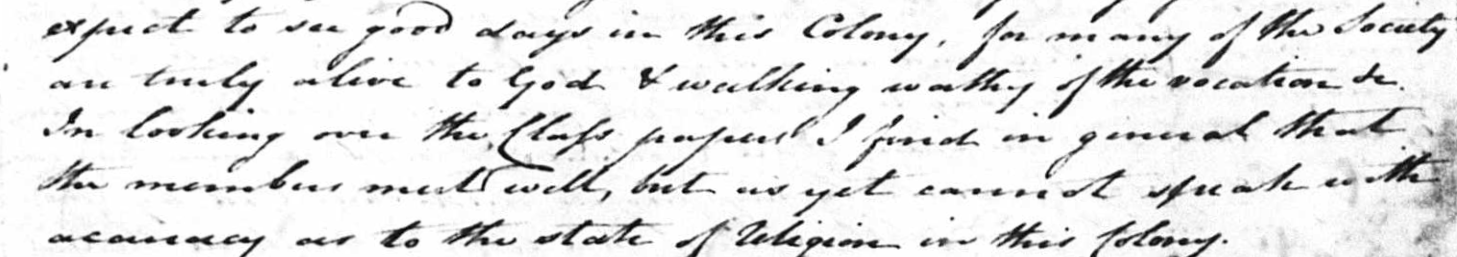 expect to see good days in this Colony, for many of the Society
are truly alive to God & walking worthy of the vocation &c.
In looking over the Class papers I find in general that
the members meet well, but as yet cannot speak with
accuracy as to the state of Religion in this Colony.